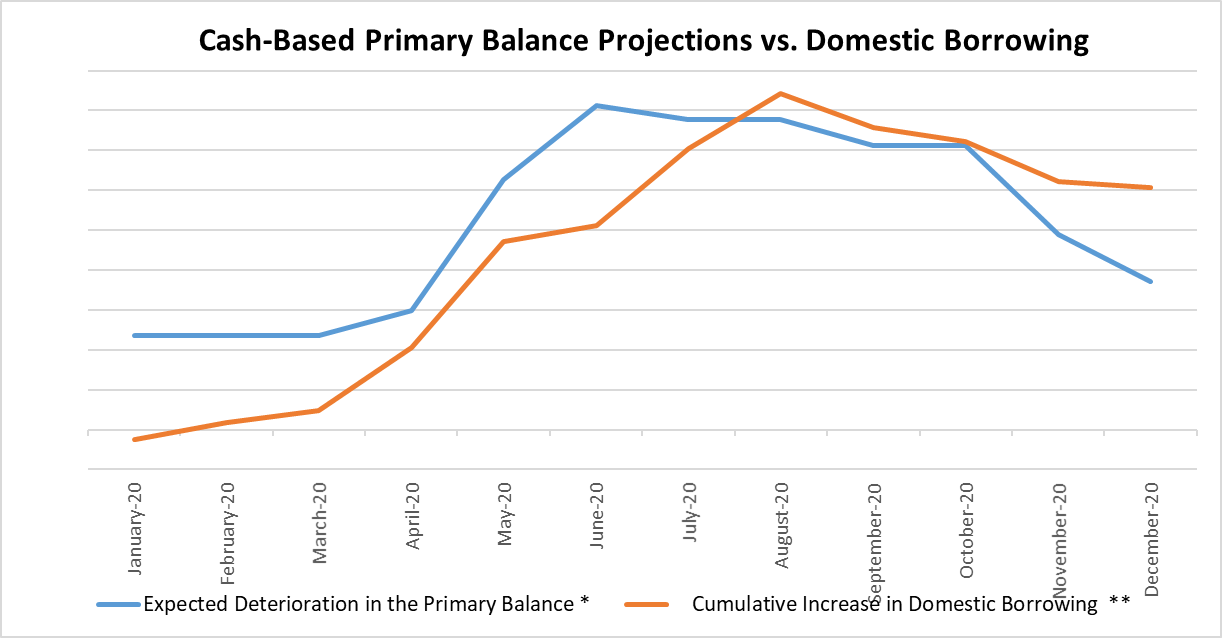 Cash-Based Primary Balance Projections vs. Domestic Borrowing
January-20
February-20
March-20
April-20
May-20
June-20
July-20
August-20
September-20
October-20
November-20
December-20
Expected Deterioration in the Primary Balance *
Cumulative Increase in Domestic Borrowing **